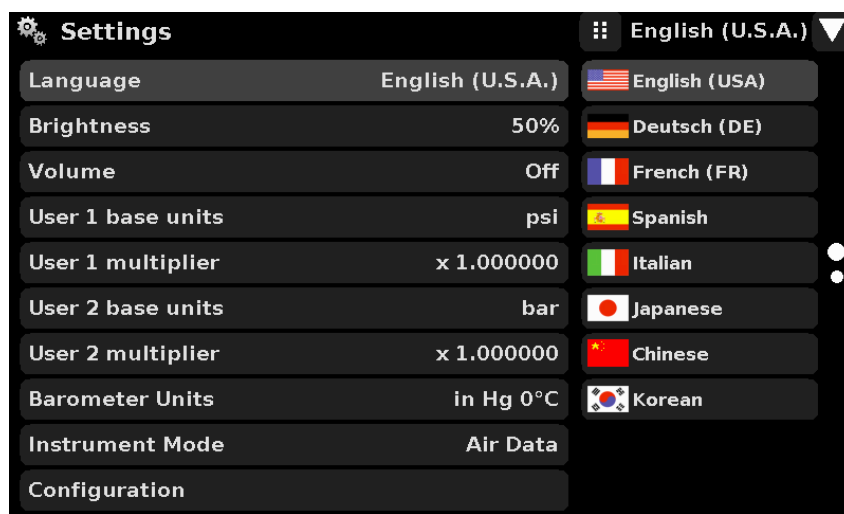 Settings
English (U.S.A.)
Language English (U.S.A.)
Brightness 50%
Volume Off
User 1 base units psi
User 1 multiplier x 1.000000
User 2 base units bar
User 2 multiplier x 1.000000
Barometer Units in Hg 0°C
Instrument Mode Air Data
Configuration
English (USA)
Deutsch (DE)
French (FR)
Spanish
Italian
Japanese
Chinese
Korean